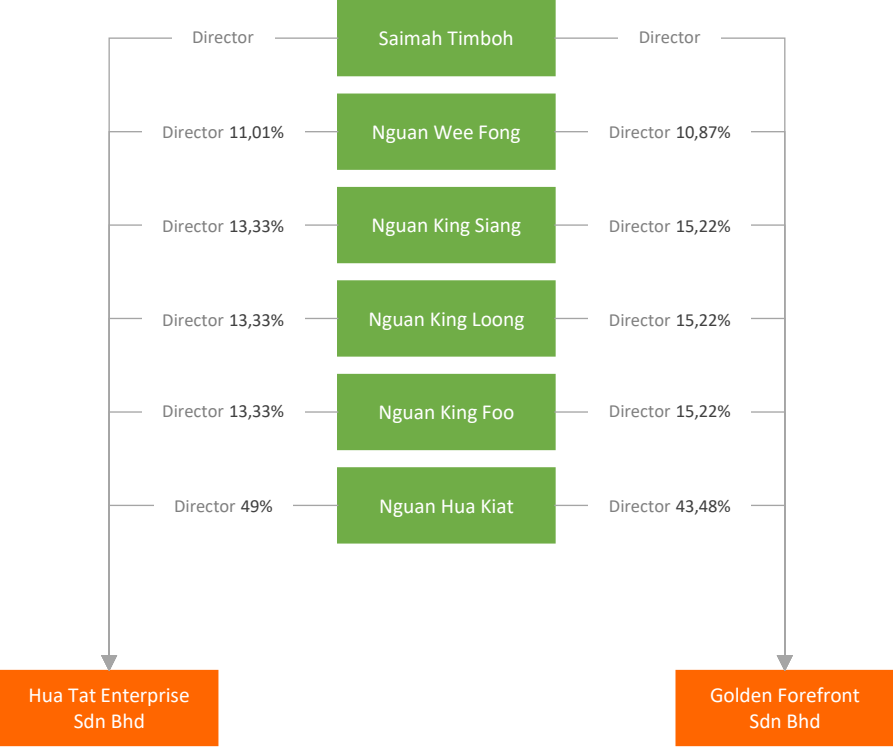 Director Saimah Timboh Director
Director 11,01% Nguan Wee Fong Director 10,87%
Director 13,33% Nguan King Siang Director 15,22%
Director 13,33% Nguan King Loong Director 15,22%
Director 13,33% Nguan King Foo Director 15,22%
Director 49% Nguan Hua Kiat Director 43,48%
Hua Tat Enterprise
Sdn Bhd
Golden Forefront
Sdn Bhd